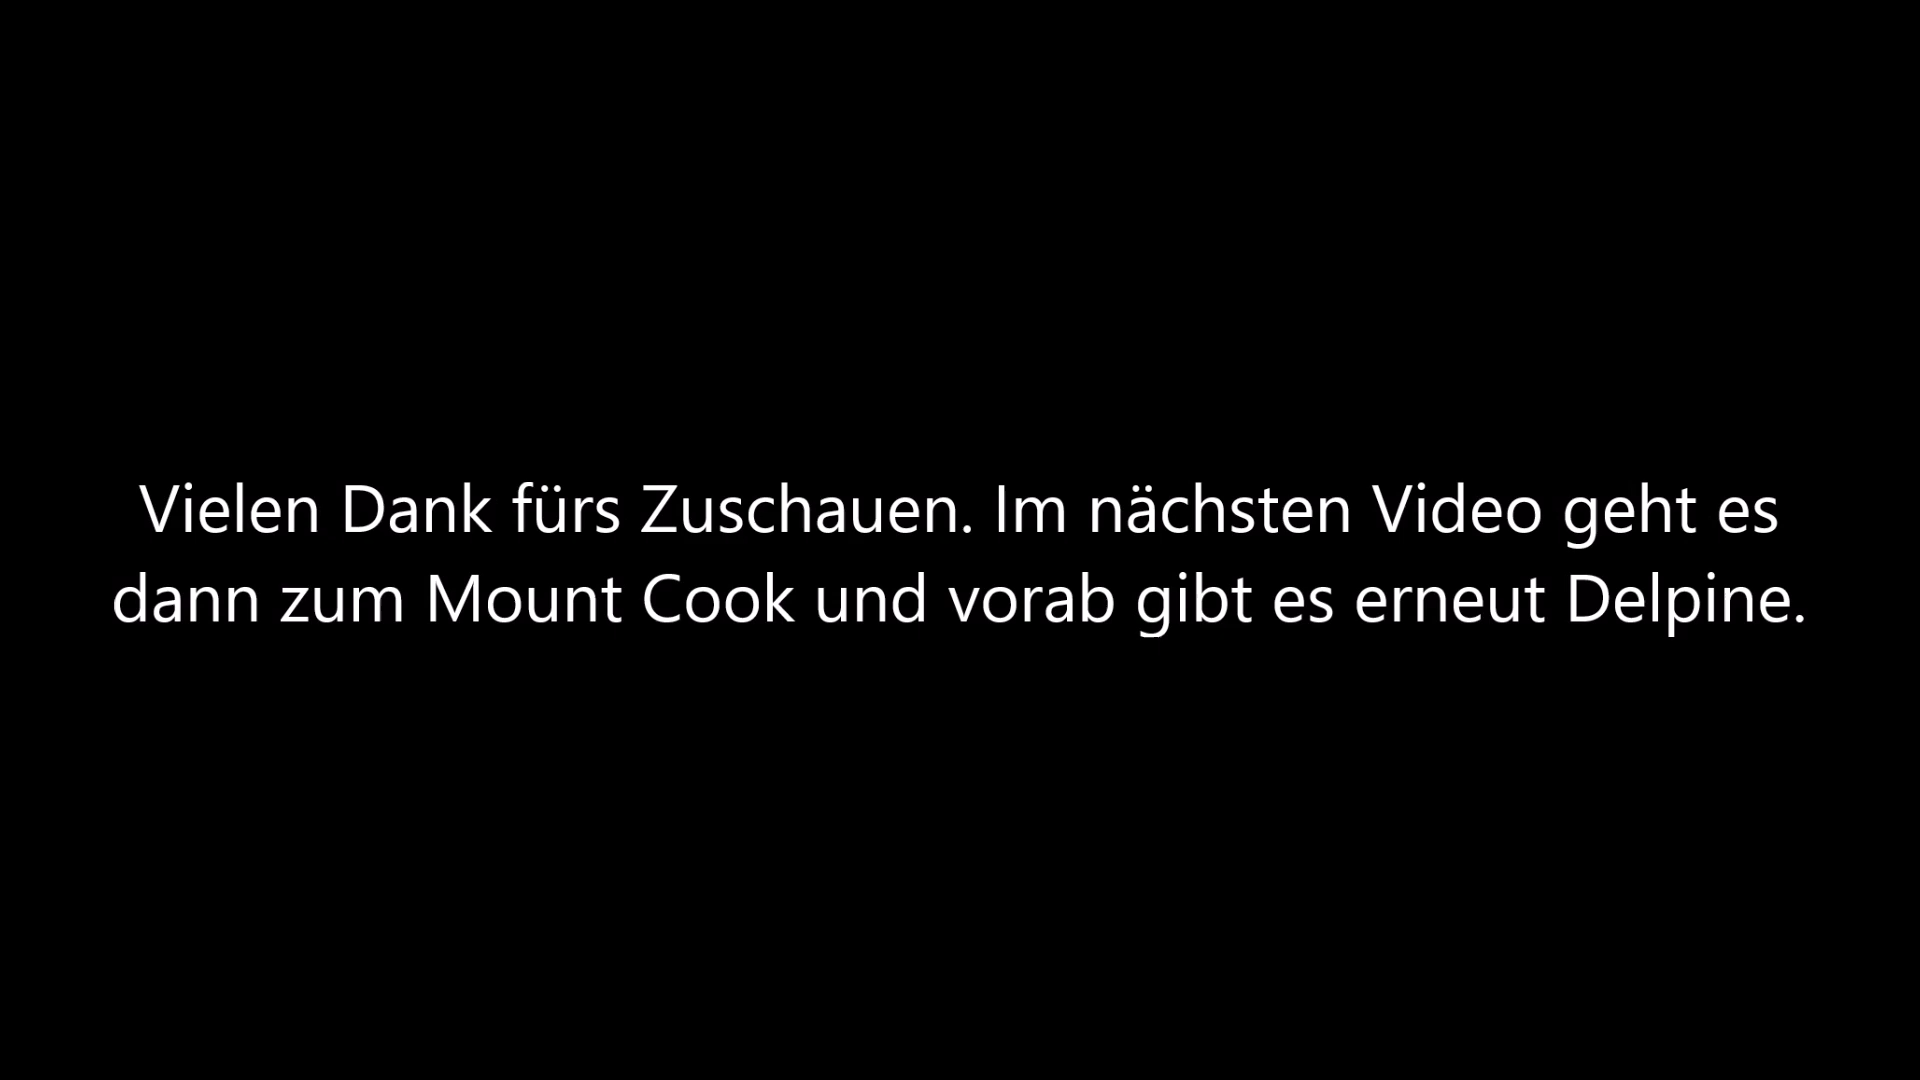 Vielen Dank fürs Zuschauen. Im nächsten Video geht es
dann zum Mount Cook und vorab gibt es erneut Delpine.